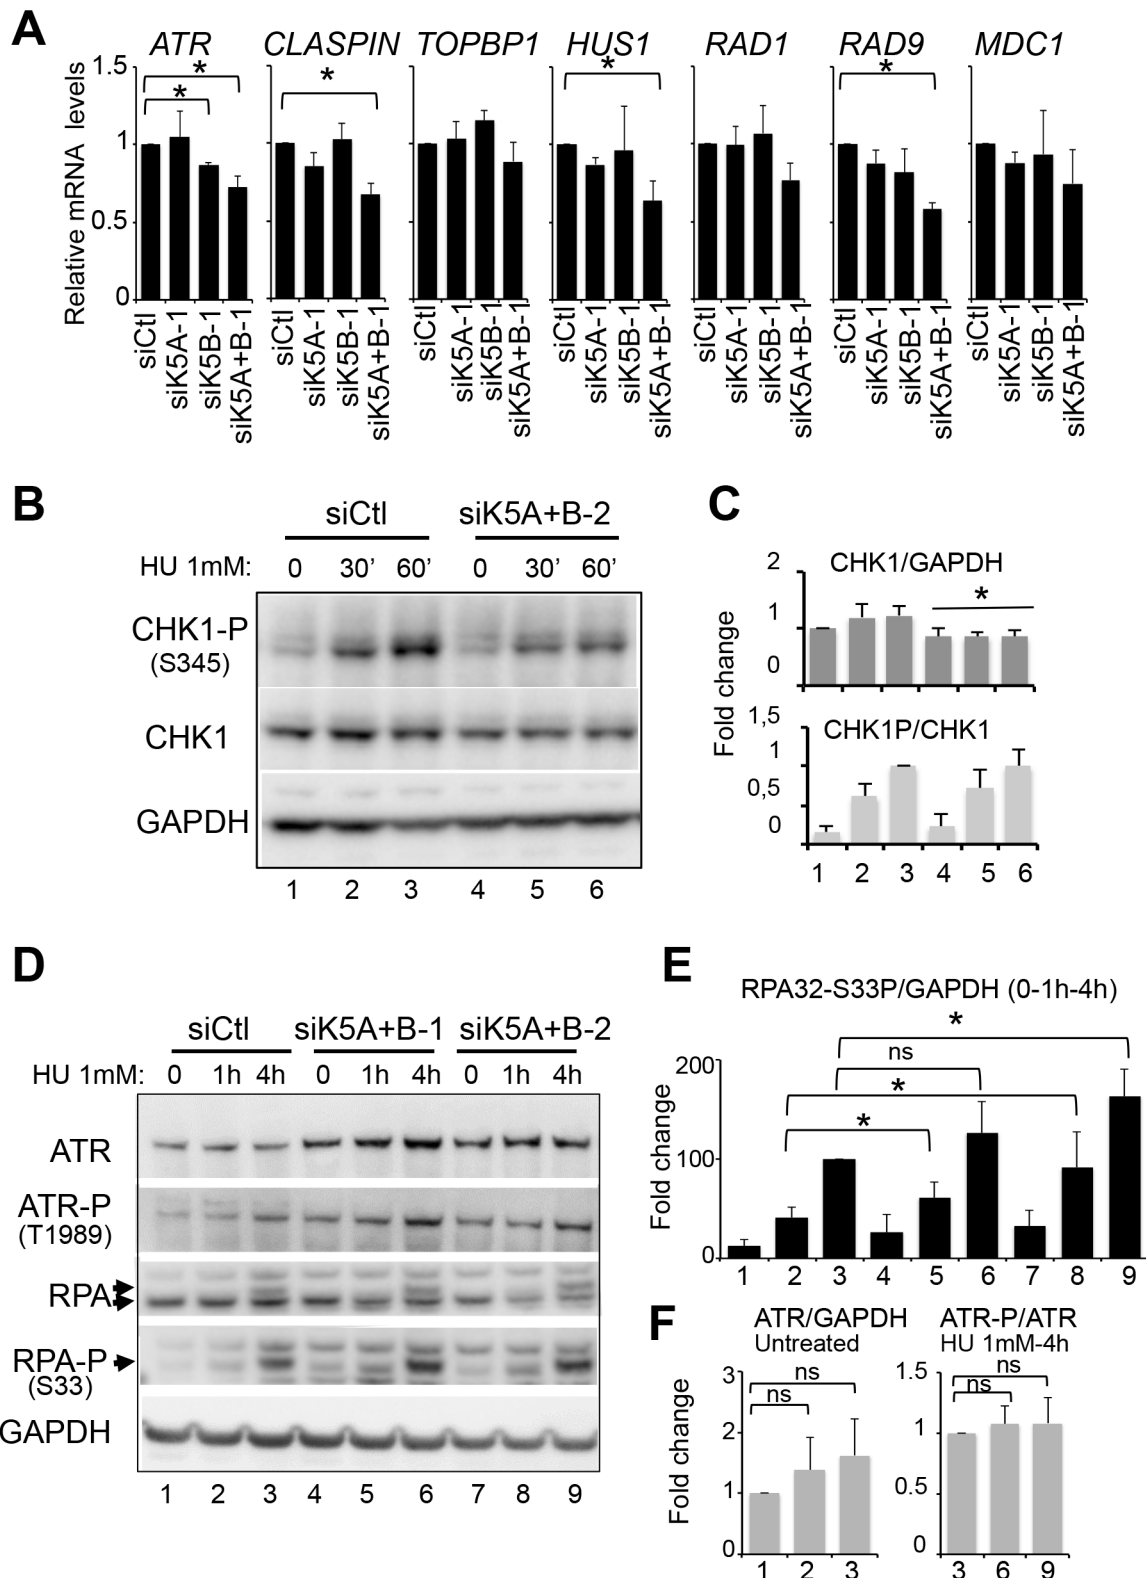 A
ATR CLASPIN TOPBP1 HUS1 RAD1 RAD9 MDC1
Relative mRNA levels
1.5
1
0.5
0
* * * * *
siCtl siK5A-1 siK5B-1 siK5A+B-1 siCtl siK5A-1 siK5B-1 siK5A+B-1 siCtl siK5A-1 siK5B-1 siK5A+B-1 siCtl siK5A-1 siK5B-1 siK5A+B-1 siCtl siK5A-1 siK5B-1 siK5A+B-1 siCtl siK5A-1 siK5B-1 siK5A+B-1 siCtl siK5A-1 siK5B-1 siK5A+B-1
B
siCtl siK5A+B-2
HU 1mM: 0 30’ 60’ 0 30’ 60’
CHK1-P
(S345)
CHK1
GAPDH
1 2 3 4 5 6
C
CHK1/GAPDH
Fold change
2
1
0
*
CHK1P/CHK1
1,5
1
0,5
0
1 2 3 4 5 6
D
siCtl siK5A+B-1 siK5A+B-2
HU 1mM: 0 1h 4h 0 1h 4h 0 1h 4h
ATR
ATR-P
(T1989)
RPA
RPA-P
(S33)
GAPDH
1 2 3 4 5 6 7 8 9
E
RPA32-S33P/GAPDH (0-1h-4h)
*
ns
*
*
Fold change
200
100
0
1 2 3 4 5 6 7 8 9
F
ATR/GAPDH
Untreated
Fold change
3
2
1
0
ns
ns
1 2 3
ATR-P/ATR
HU 1mM-4h
1.5
1
0.5
0
ns
ns
3 6 9